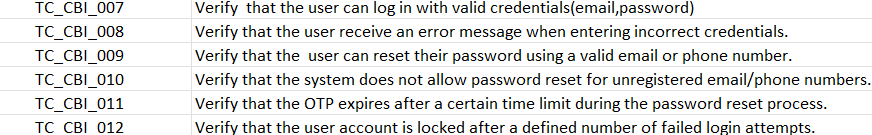 TC_CBI_007 Verify  that the user can log in with valid credentials(email,password)
TC_CBI_008 Verify that the user receive an error message when entering incorrect credentials.
TC_CBI_009 Verify that the  user can reset their password using a valid email or phone number.
TC_CBI_010 Verify that the system does not allow password reset for unregistered email/phone numbers.
TC_CBI_011 Verify that the OTP expires after a certain time limit during the password reset process.
TC_CBI_012 Verify that the user account is locked after a defined number of failed login attempts.